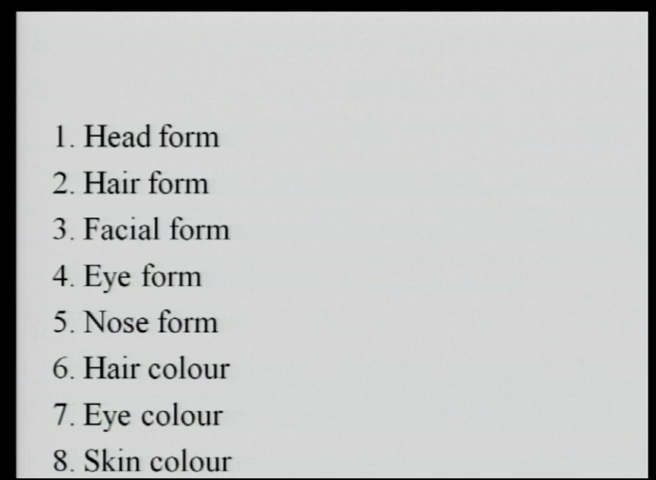 1. Head form
2. Hair form
3. Facial form
4. Eye form
5. Nose form
6. Hair colour
7. Eye colour
8. Skin colour